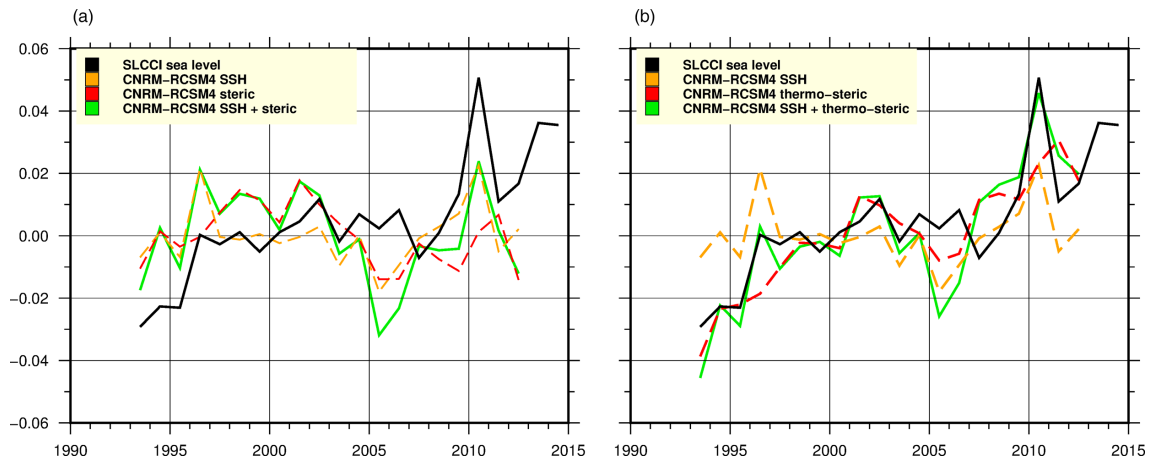 (a)
0.06
0.04
0.02
0.00
−0.02
−0.04
−0.06
1990 1995 2000 2005 2010 2015
SLCCI sea level
CNRM−RCSM4 SSH
CNRM−RCSM4 steric
CNRM−RCSM4 SSH + steric
(b)
1990 1995 2000 2005 2010 2015
SLCCI sea level
CNRM−RCSM4 SSH
CNRM−RCSM4 thermo−steric
CNRM−RCSM4 SSH + thermo−steric